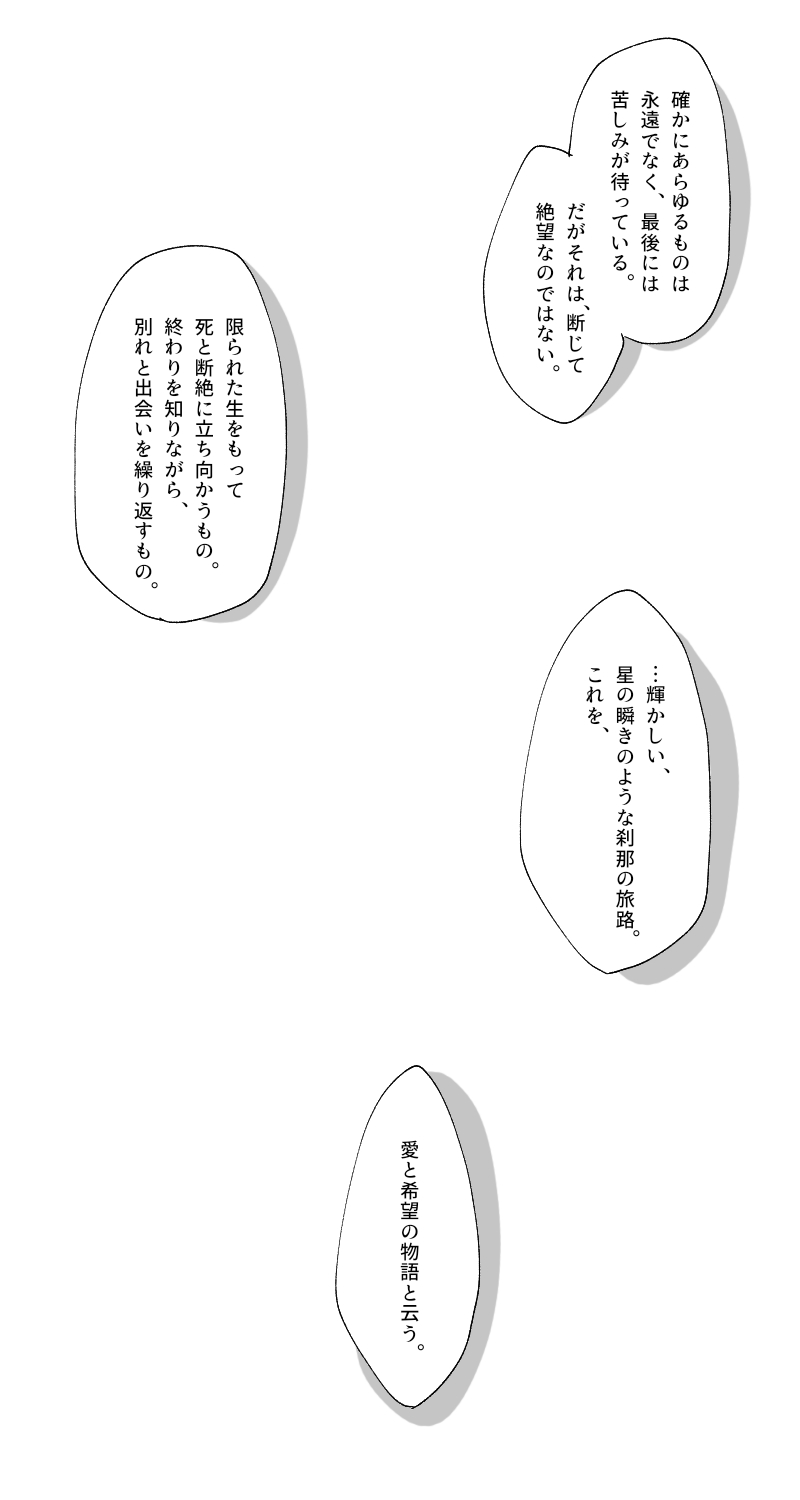 確かにあらゆるものは
永遠でなく、最後には
苦しみが待っている。
だがそれは、断じて
絶望なのではない。
限られた生をもって
死と断絶に立ち向かうもの。
終わりを知りながら、
別れと出会いを繰り返すもの。
…輝かしい、
星の瞬きのような刹那の旅路。
これを、
愛と希望の物語と云う。